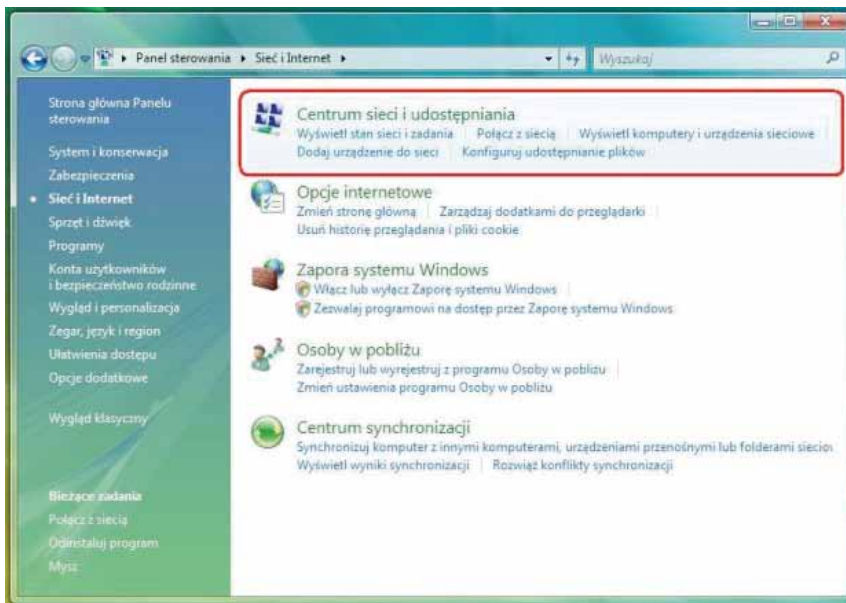 Panel sterowania ▸ Sieć i Internet ▸
Wyszukaj
Strona główna Panelu
sterowania
System i konserwacja
Zabezpieczenia
• Sieć i Internet
Sprzęt i dźwięk
Programy
Konta użytkowników
i bezpieczeństwo rodzinne
Wygląd i personalizacja
Zegar, język i region
Ułatwienia dostępu
Opcje dodatkowe
Wygląd klasyczny
Bieżące zadania
Połącz z siecią
Odinstaluj program
Mysz
Centrum sieci i udostępniania
Wyświetl stan sieci i zadania | Połącz z siecią | Wyświetl komputery i urządzenia sieciowe
Dodaj urządzenie do sieci | Konfiguruj udostępnianie plików
Opcje internetowe
Zmień stronę główną | Zarządzaj dodatkami do przeglądarki
Usuń historię przeglądania i pliki cookie
Zapora systemu Windows
Włącz lub wyłącz Zaporę systemu Windows
Zezwalaj programowi na dostęp przez Zaporę systemu Windows
Osoby w pobliżu
Zarejestruj lub wyrejestruj z programu Osoby w pobliżu
Zmień ustawienia programu Osoby w pobliżu
Centrum synchronizacji
Synchronizuj komputer z innymi komputerami, urządzeniami przenośnymi lub folderami
Wyświetl wyniki synchronizacji | Rozwiąż konflikty synchronizacji